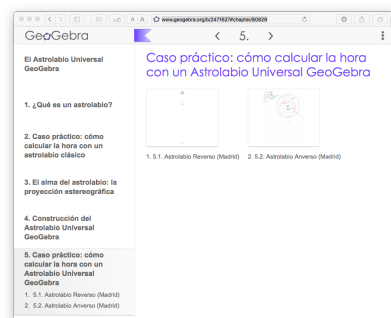 www.geogebra.org/b/2471627#chapter/80828
GeoGebra
5.
El Astrolabio Universal
GeoGebra
1. ¿Qué es un astrolabio?
2. Caso práctico: cómo
calcular la hora con un
astrolabio clásico
3. El alma del astrolabio: la
proyección estereográfica
4. Construcción del
Astrolabio Universal
GeoGebra
5. Caso práctico: cómo
calcular la hora con un
Astrolabio Universal
GeoGebra
1. 5.1. Astrolabio Reverso (Madrid)
2. 5.2. Astrolabio Anverso (Madrid)
Caso práctico: cómo calcular la hora
con un Astrolabio Universal GeoGebra
1. 5.1. Astrolabio Reverso (Madrid)
2. 5.2. Astrolabio Anverso (Madrid)